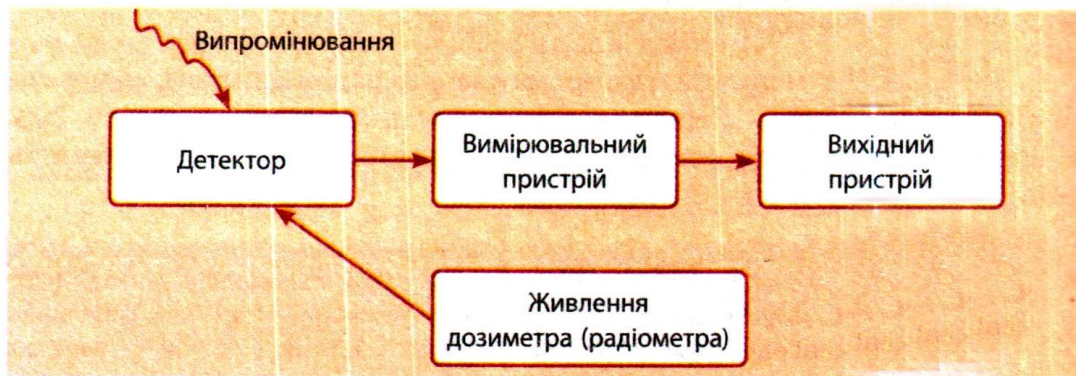 Випромінювання
Детектор
Вимірювальний
пристрій
Вихідний
пристрій
Живлення
дозиметра (радіометра)